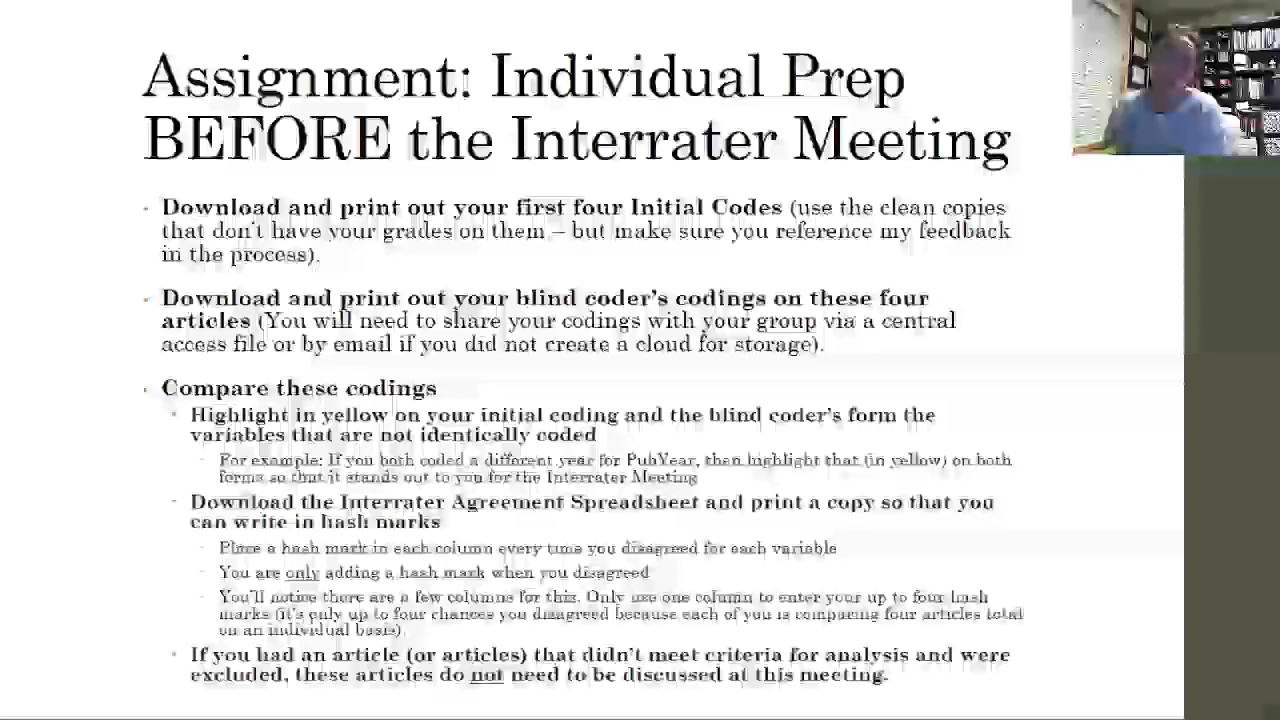 Assignment: Individual Prep
BEFORE the Interrater Meeting
Download and print out your first four Initial Codes (use the clean copies
that don't have your grades on them – but make sure you reference my feedback
in the process).
Download and print out your blind coder's codings on these four
articles (You will need to share your codings with your group via a central
access file or by email if you did not create a cloud for storage).
Compare these codings
Highlight in yellow on your initial coding and the blind coder's form the
variables that are not identically coded
For example: If you both coded a different year for PubYear, then highlight that (in yellow) on both
forms so that it stands out to you for the Interrater Meeting
Download the Interrater Agreement Spreadsheet and print a copy so that you
can write in hash marks
Place a hash mark in each column every time you disagreed for each variable
You are only adding a hash mark when you disagreed
You'll notice there are a few columns for this. Only use one column to enter your up to four hash
marks (it's only up to four chances you disagreed because each of you is comparing four articles total
on an individual basis)
If you had an article (or articles) that didn't meet criteria for analysis and were
excluded, these articles do not need to be discussed at this meeting.